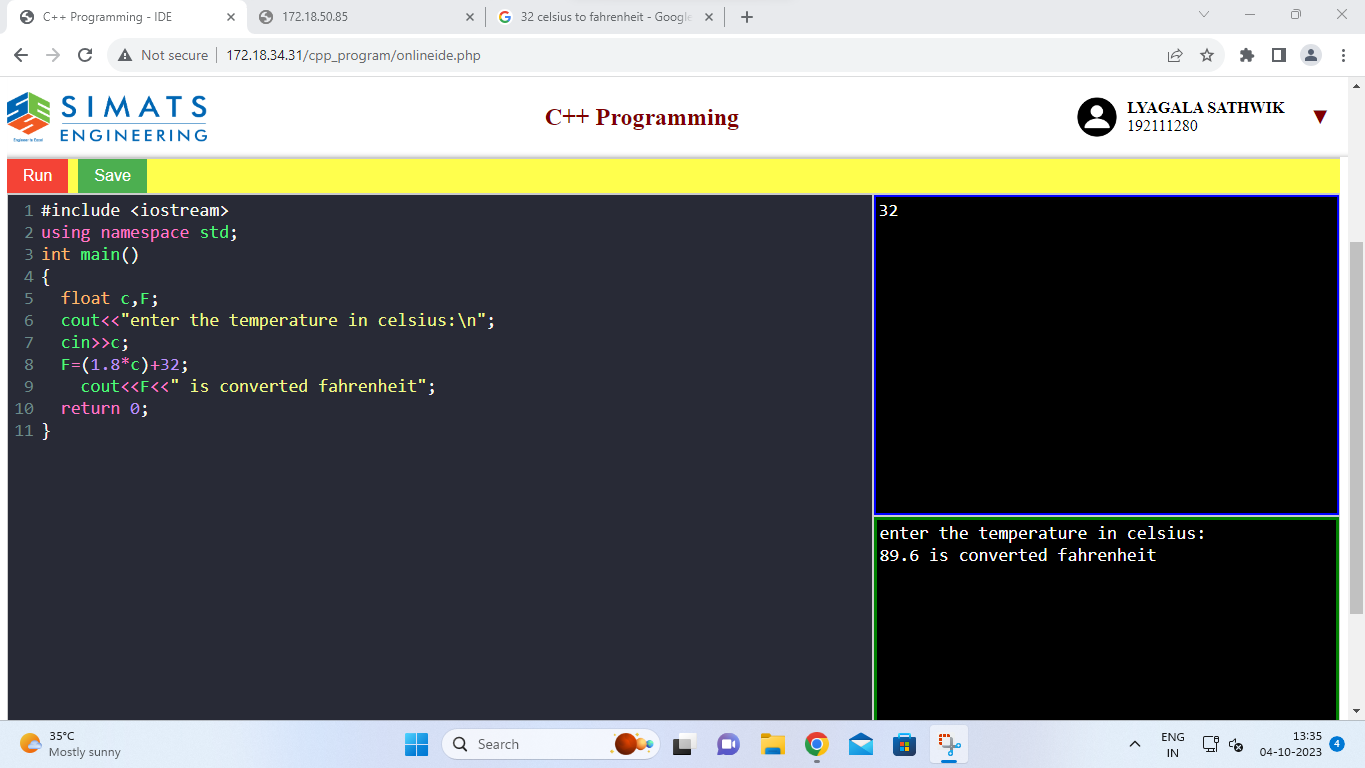 C++ Programming - IDE
172.18.50.85
32 celsius to fahrenheit - Google
Not secure
172.18.34.31/cpp_program/onlineide.php
SIMATS
ENGINEERING
Engineer to Excel
C++ Programming
LYAGALA SATHWIK
192111280
Run
Save
1 #include <iostream>
2 using namespace std;
3 int main()
4 {
5   float c,F;
6   cout<<"enter the temperature in celsius:\n";
7   cin>>c;
8   F=(1.8*c)+32;
9     cout<<F<<" is converted fahrenheit";
10   return 0;
11 }
32
enter the temperature in celsius:
89.6 is converted fahrenheit
35°C
Mostly sunny
Search
ENG
IN
13:35
04-10-2023
4